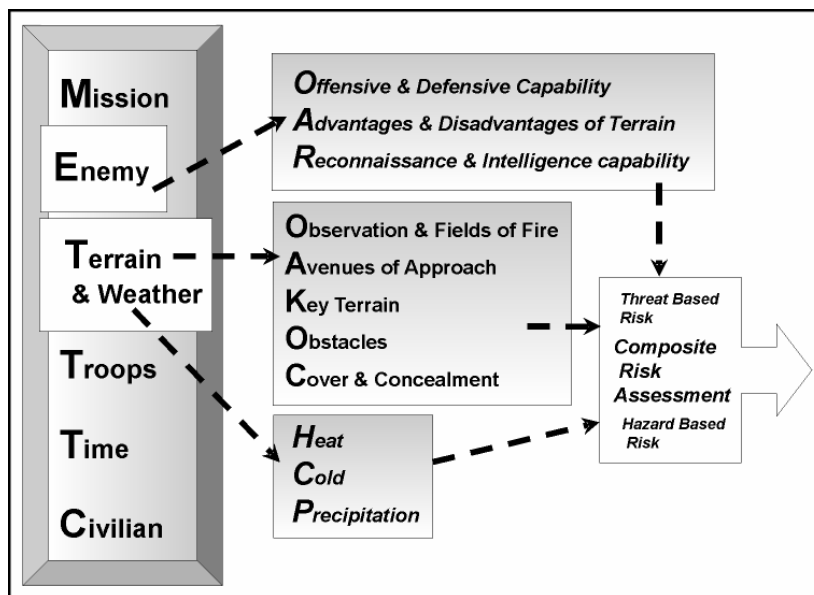 Mission
Enemy
Terrain
& Weather
Troops
Time
Civilian
Offensive & Defensive Capability
Advantages & Disadvantages of Terrain
Reconnaissance & Intelligence capability
Observation & Fields of Fire
Avenues of Approach
Key Terrain
Obstacles
Cover & Concealment
Heat
Cold
Precipitation
Threat Based
Risk
Composite
Risk
Assessment
Hazard Based
Risk